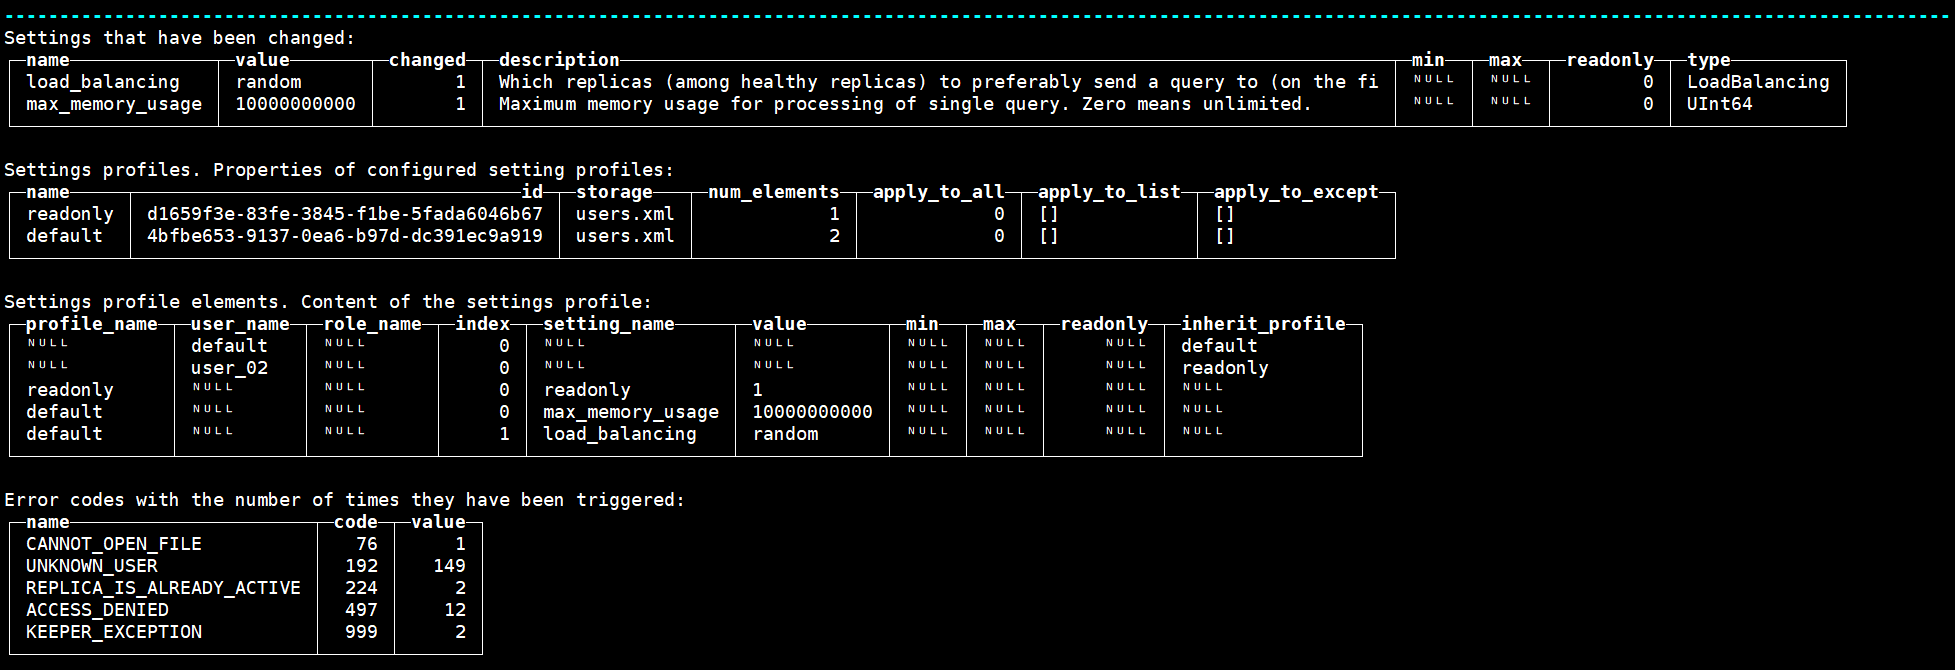 Settings that have been changed:
name value changed description min max readonly type
load_balancing random 1 Which replicas (among healthy replicas) to preferably send a query to (on the fi NULL NULL 0 LoadBalancing
max_memory_usage 10000000000 1 Maximum memory usage for processing of single query. Zero means unlimited. NULL NULL 0 UInt64
Settings profiles. Properties of configured setting profiles:
name id storage num_elements apply_to_all apply_to_list apply_to_except
readonly d1659f3e-83fe-3845-f1be-5fada6046b67 users.xml 1 0 [] []
default 4bfbe653-9137-0ea6-b97d-dc391ec9a919 users.xml 2 0 [] []
Settings profile elements. Content of the settings profile:
profile_name user_name role_name index setting_name value min max readonly inherit_profile
NULL default NULL 0 NULL NULL NULL NULL NULL default
NULL user_02 NULL 0 NULL NULL NULL NULL NULL readonly
readonly NULL NULL 0 readonly 1 NULL NULL NULL NULL
default NULL NULL 0 max_memory_usage 10000000000 NULL NULL NULL NULL
default NULL NULL 1 load_balancing random NULL NULL NULL NULL
Error codes with the number of times they have been triggered:
name code value
CANNOT_OPEN_FILE 76 1
UNKNOWN_USER 192 149
REPLICA_IS_ALREADY_ACTIVE 224 2
ACCESS_DENIED 497 12
KEEPER_EXCEPTION 999 2